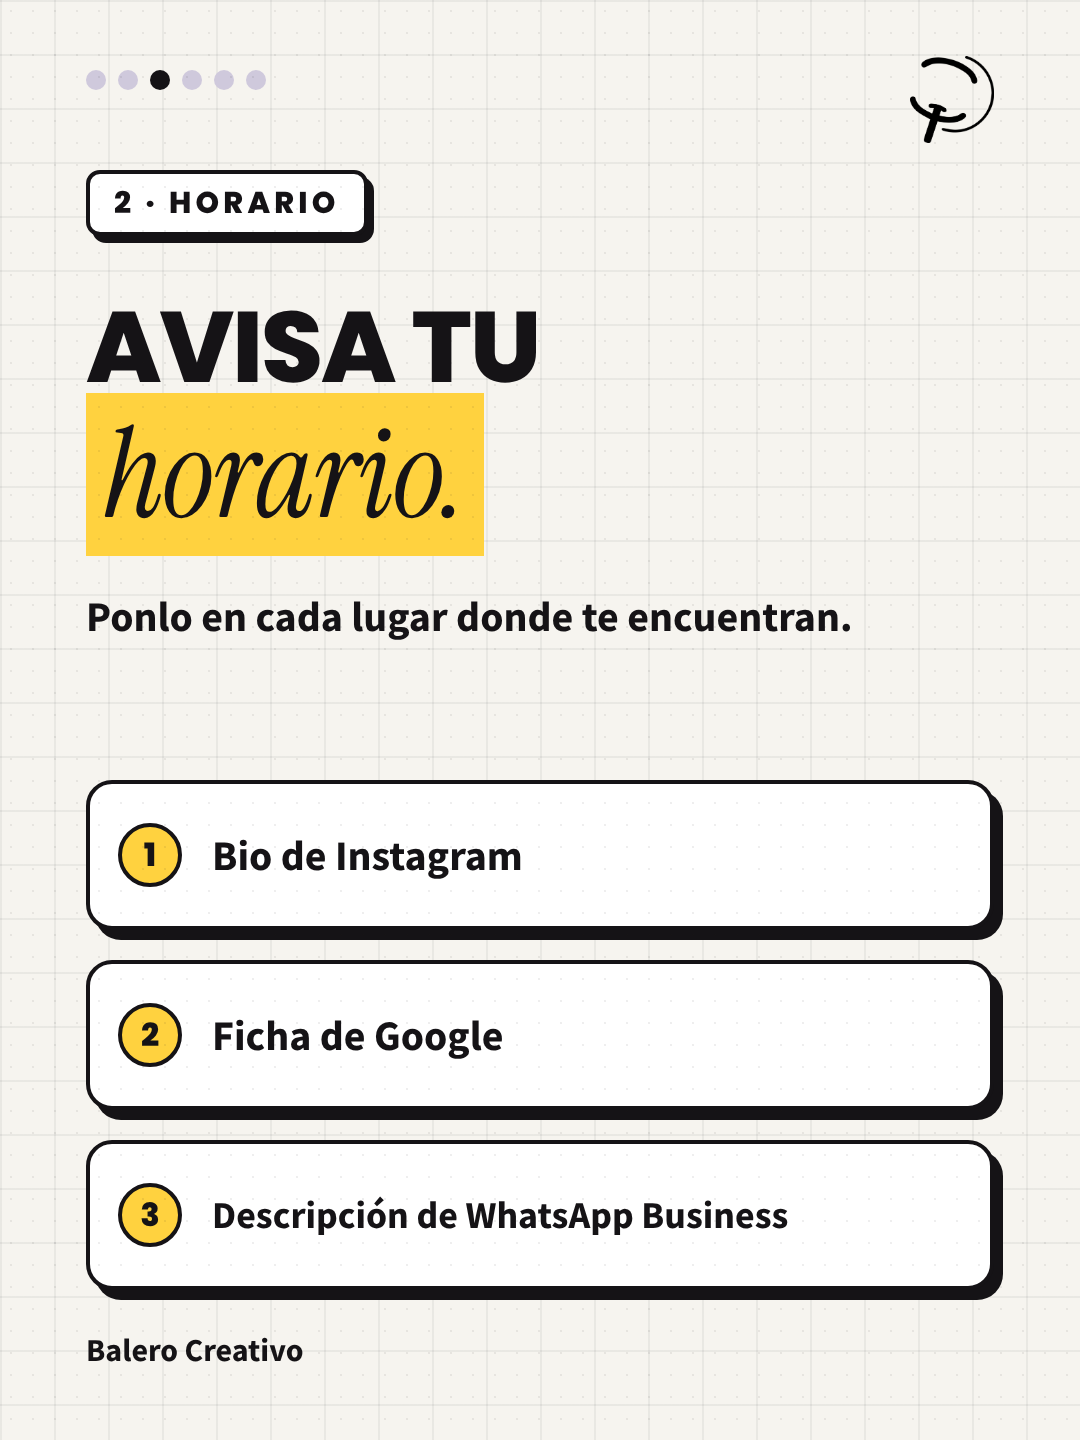 2 · HORARIO
AVISA TU
horario.
Ponlo en cada lugar donde te encuentran.
1 Bio de Instagram
2 Ficha de Google
3 Descripción de WhatsApp Business
Balero Creativo